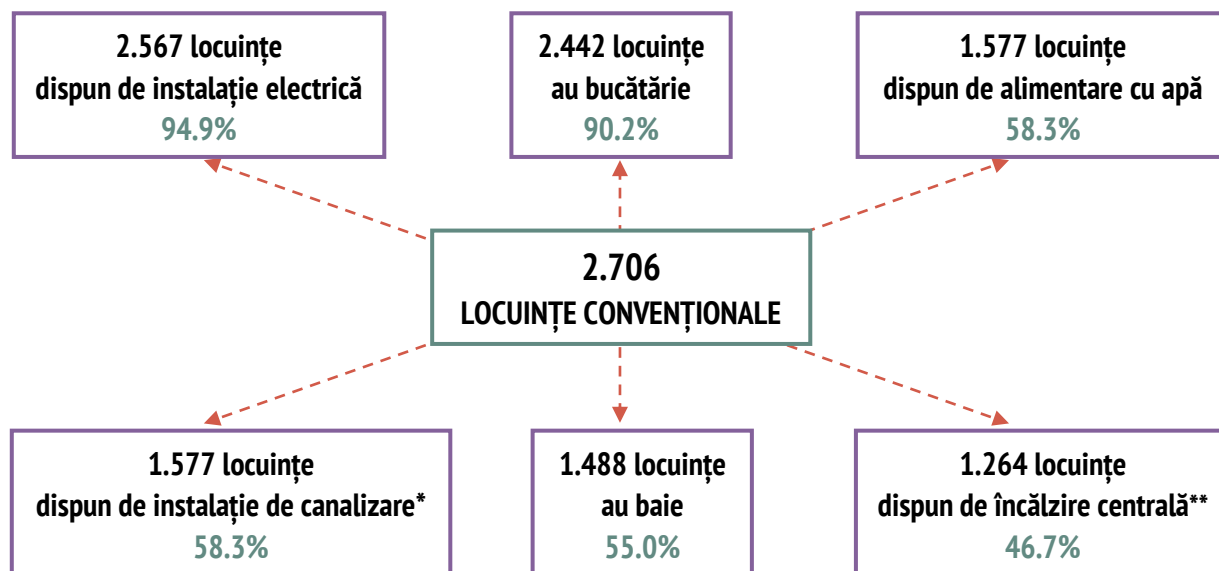 2.567 locuințe
dispun de instalație electrică
94.9%
2.442 locuințe
au bucătărie
90.2%
1.577 locuințe
dispun de alimentare cu apă
58.3%
2.706
LOCUINȚE CONVENȚIONALE
1.577 locuințe
dispun de instalație de canalizare*
58.3%
1.488 locuințe
au baie
55.0%
1.264 locuințe
dispun de încălzire centrală**
46.7%